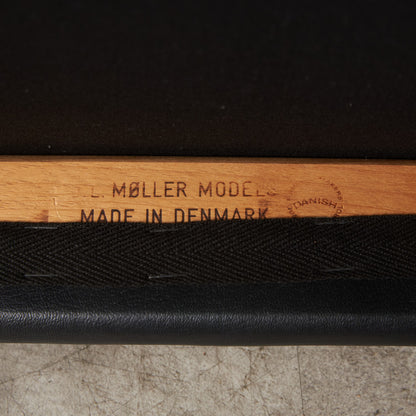 L. MØLLER MODELS
MADE IN DENMARK
DANISH